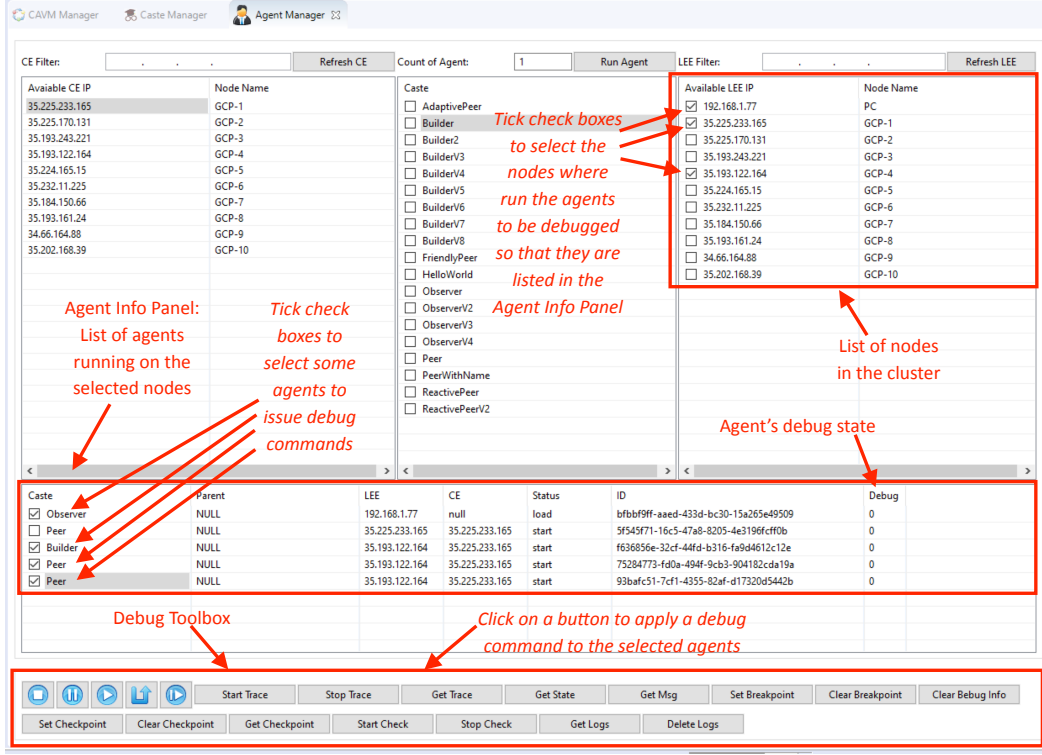 CAVM Manager Caste Manager Agent Manager
CE Filter: . . . Refresh CE Count of Agent: 1 Run Agent LEE Filter: . . . Refresh LEE
Avaiable CE IP Node Name
35.225.233.165 GCP-1
35.225.170.131 GCP-2
35.193.243.221 GCP-3
35.193.122.164 GCP-4
35.224.165.15 GCP-5
35.232.11.225 GCP-6
35.184.150.66 GCP-7
35.193.161.24 GCP-8
34.66.164.88 GCP-9
35.202.168.39 GCP-10
Caste
AdaptivePeer
Builder
Builder2
BuilderV3
BuilderV4
BuilderV5
BuilderV6
BuilderV7
BuilderV8
FriendlyPeer
HelloWorld
Observer
ObserverV2
ObserverV3
ObserverV4
Peer
PeerWithName
ReactivePeer
ReactivePeerV2
Tick check boxes
to select the
nodes where
run the agents
to be debugged
so that they are
listed in the
Agent Info Panel
Available LEE IP Node Name
192.168.1.77 PC
35.225.233.165 GCP-1
35.225.170.131 GCP-2
35.193.243.221 GCP-3
35.193.122.164 GCP-4
35.224.165.15 GCP-5
35.232.11.225 GCP-6
35.184.150.66 GCP-7
35.193.161.24 GCP-8
34.66.164.88 GCP-9
35.202.168.39 GCP-10
Agent Info Panel:
List of agents
running on the
selected nodes
Tick check
boxes to
select some
agents to
issue debug
commands
List of nodes
in the cluster
Agent's debug state
Caste Parent LEE CE Status ID Debug
Observer NULL 192.168.1.77 null load bfbbf9ff-aaed-433d-bc30-15a265e49509 0
Peer NULL 35.225.233.165 35.225.233.165 start 5f545f71-16c5-47a8-8205-4e3196fcff0b 0
Builder NULL 35.193.122.164 35.225.233.165 start f636856e-32cf-44fd-b316-fa9d4612c12e 0
Peer NULL 35.193.122.164 35.225.233.165 start 75284773-fd0a-494f-9cb3-904182cda19a 0
Peer NULL 35.193.122.164 35.225.233.165 start 93bafc51-7cf1-4355-82af-d17320d5442b 0
Debug Toolbox
Click on a button to apply a debug
command to the selected agents
Start Trace Stop Trace Get Trace Get State Get Msg Set Breakpoint Clear Breakpoint Clear Bebug Info
Set Checkpoint Clear Checkpoint Get Checkpoint Start Check Stop Check Get Logs Delete Logs